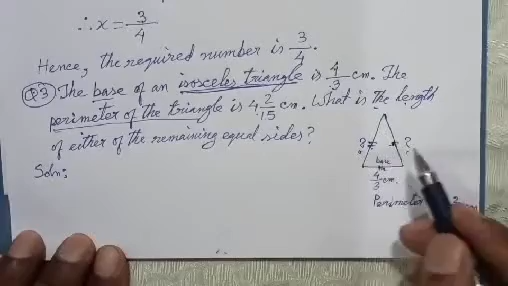 ∴ x = 3/4
Hence, the required number is 3/4.
Q3 The base of an isosceles triangle is 4/3 cm. The
perimeter of the triangle is 4 2/15 cm. What is the length
of either of the remaining equal sides?
Soln:
? ?
base
4/3 cm.
Perimeter